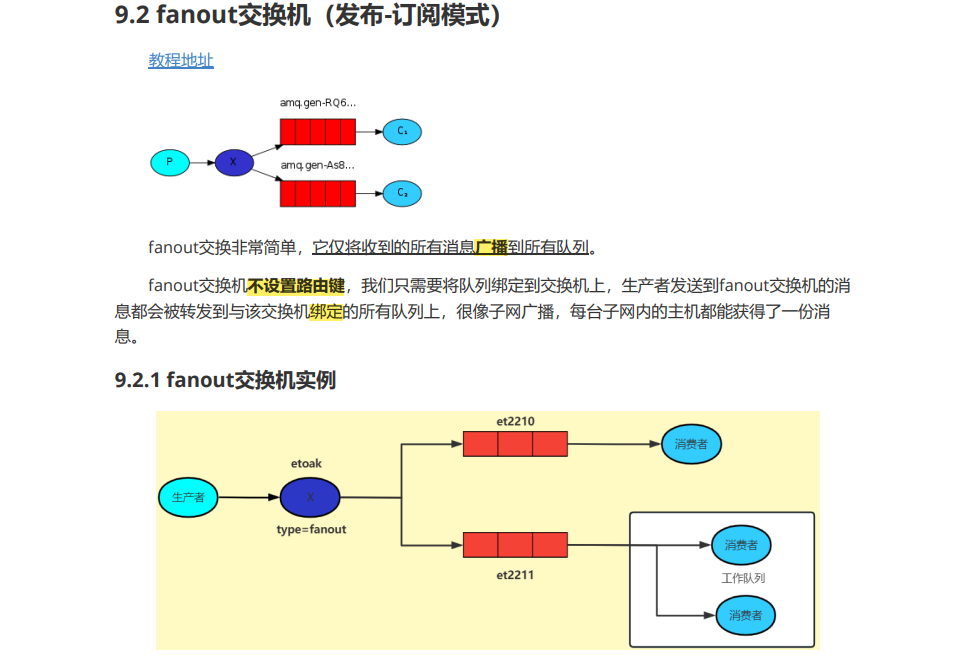 9.2 fanout交换机（发布-订阅模式）
教程地址
amq.gen-RQ6...
C₁
P
X
amq.gen-As8...
C₂
fanout交换非常简单，它仅将收到的所有消息广播到所有队列。
fanout交换机不设置路由键，我们只需要将队列绑定到交换机上，生产者发送到fanout交换机的消
息都会被转发到与该交换机绑定的所有队列上，很像子网广播，每台子网内的主机都能获得了一份消
息。
9.2.1 fanout交换机实例
et2210
消费者
etoak
生产者
X
type=fanout
消费者
et2211
工作队列
消费者